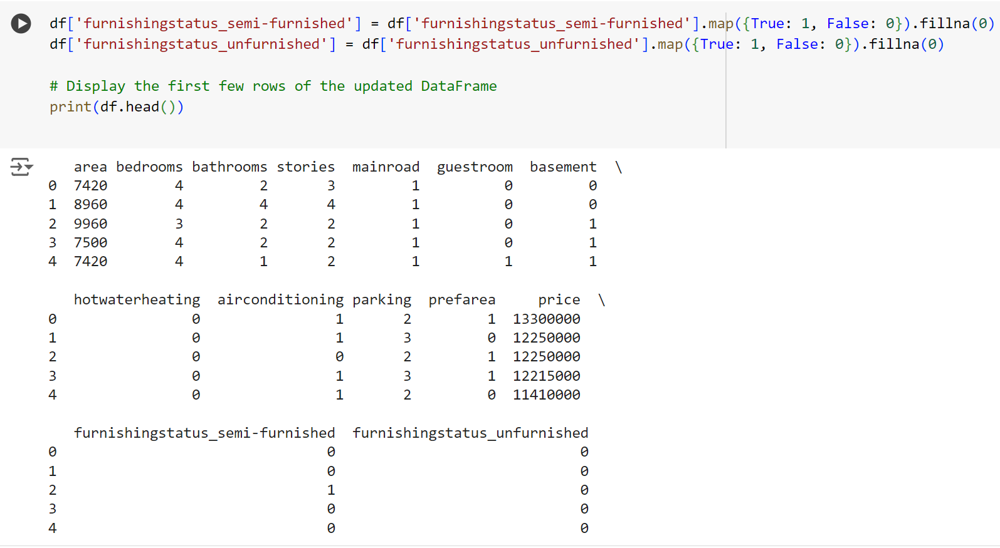 df['furnishingstatus_semi-furnished'] = df['furnishingstatus_semi-furnished'].map({True: 1, False: 0}).fillna(0)
df['furnishingstatus_unfurnished'] = df['furnishingstatus_unfurnished'].map({True: 1, False: 0}).fillna(0)
# Display the first few rows of the updated DataFrame
print(df.head())
area bedrooms bathrooms stories mainroad guestroom basement \
0 7420 4 2 3 1 0 0
1 8960 4 4 4 1 0 0
2 9960 3 2 2 1 0 1
3 7500 4 2 2 1 0 1
4 7420 4 1 2 1 1 1
hotwaterheating airconditioning parking prefarea price \
0 0 1 2 1 13300000
1 0 1 3 0 12250000
2 0 0 2 1 12250000
3 0 1 3 1 12215000
4 0 1 2 0 11410000
furnishingstatus_semi-furnished furnishingstatus_unfurnished
0 0 0
1 0 0
2 1 0
3 0 0
4 0 0